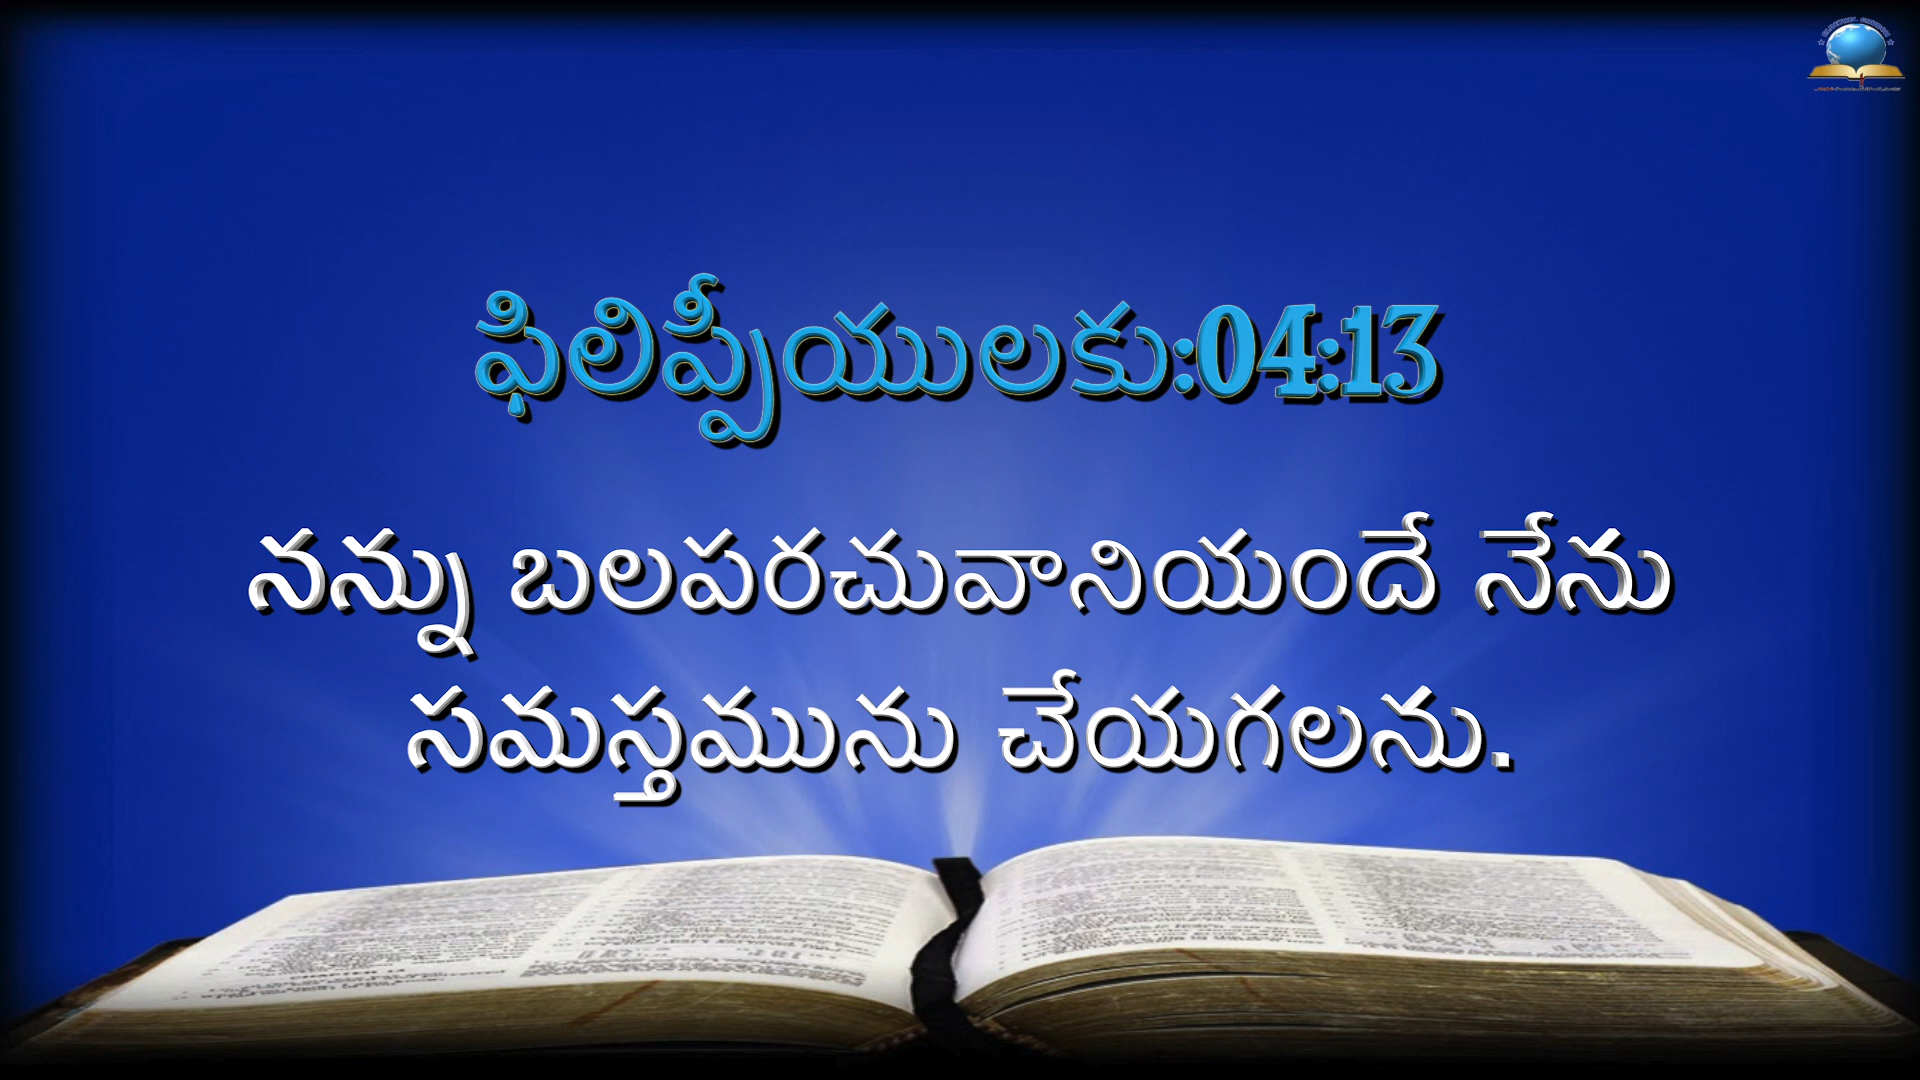 ఫిలిప్పీయులకు:04:13
నన్ను బలపరచువానియందే నేను
సమస్తమును చేయగలను.